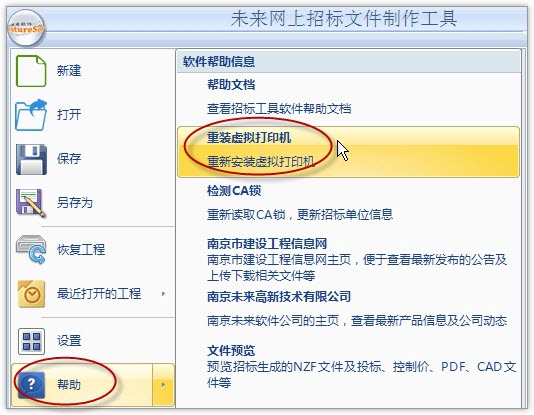 未来网上招标文件制作工具
新建
打开
保存
另存为
恢复工程
最近打开的工程
设置
帮助
软件帮助信息
帮助文档
查看招标工具软件帮助文档
重装虚拟打印机
重新安装虚拟打印机
检测CA锁
重新读取CA锁，更新招标单位信息
南京市建设工程信息网
南京市建设工程信息网主页，便于查看最新发布的公告及
上传下载相关文件等
南京未来高新技术有限公司
南京未来软件公司的主页，查看最新产品信息及公司动态
文件预览
预览招标生成的NZF文件及投标、控制价、PDF、CAD文
件等